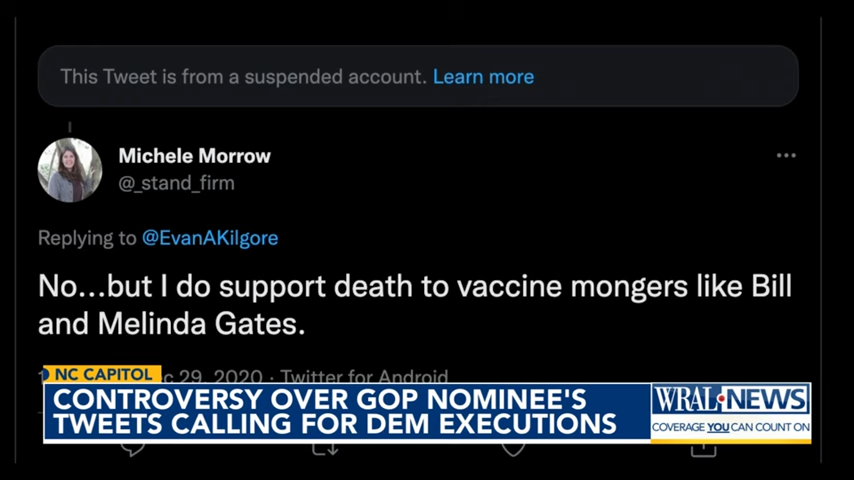 This Tweet is from a suspended account. Learn more
Michele Morrow
@_stand_firm
Replying to @EvanAKilgore
No...but I do support death to vaccine mongers like Bill
and Melinda Gates.
29, 2020 · Twitter for Android
NC CAPITOL
CONTROVERSY OVER GOP NOMINEE'S
TWEETS CALLING FOR DEM EXECUTIONS
WRAL NEWS
COVERAGE YOU CAN COUNT ON